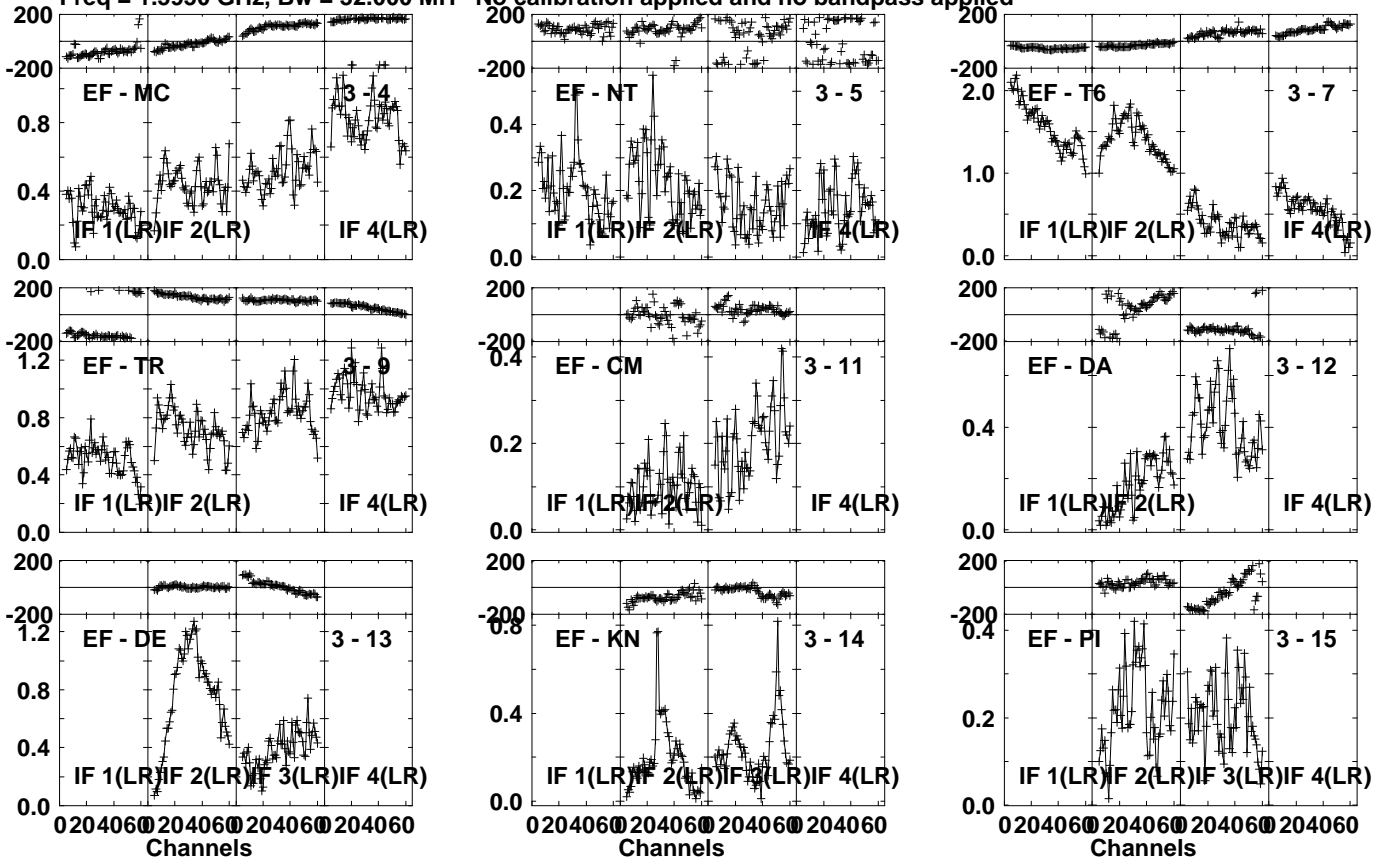 Freq = 1.5990 GHz, Bw = 32.000 MH No calibration applied and no bandpass applied
200
-200
EF - MC 3 - 4
0.8
0.4
0.0
IF 1(LR) IF 2(LR) IF 4(LR)
EF - NT 3 - 5
0.4
0.2
0.0
IF 1(LR) IF 2(LR) IF 4(LR)
200
-200
EF - T6 3 - 7
2.0
1.0
0.0
IF 1(LR) IF 2(LR) IF 4(LR)
200
-200
EF - TR 3 - 9
1.2
0.8
0.4
0.0
IF 1(LR) IF 2(LR) IF 4(LR)
EF - CM 3 - 11
0.4
0.2
0.0
IF 1(LR) IF 2(LR) IF 4(LR)
200
-200
EF - DA 3 - 12
0.4
0.0
IF 1(LR) IF 2(LR) IF 4(LR)
200
-200
EF - DE 3 - 13
1.2
0.8
0.4
0.0
IF 1(LR) IF 2(LR) IF 3(LR) IF 4(LR)
EF - KN 3 - 14
0.8
0.4
0.0
IF 1(LR) IF 2(LR) IF 3(LR) IF 4(LR)
200
-200
EF - PI 3 - 15
0.4
0.2
0.0
IF 1(LR) IF 2(LR) IF 3(LR) IF 4(LR)
0 20 40 60 0 20 40 60 0 20 40 60 0 20 40 60
Channels
0 20 40 60 0 20 40 60 0 20 40 60 0 20 40 60
Channels
0 20 40 60 0 20 40 60 0 20 40 60 0 20 40 60
Channels